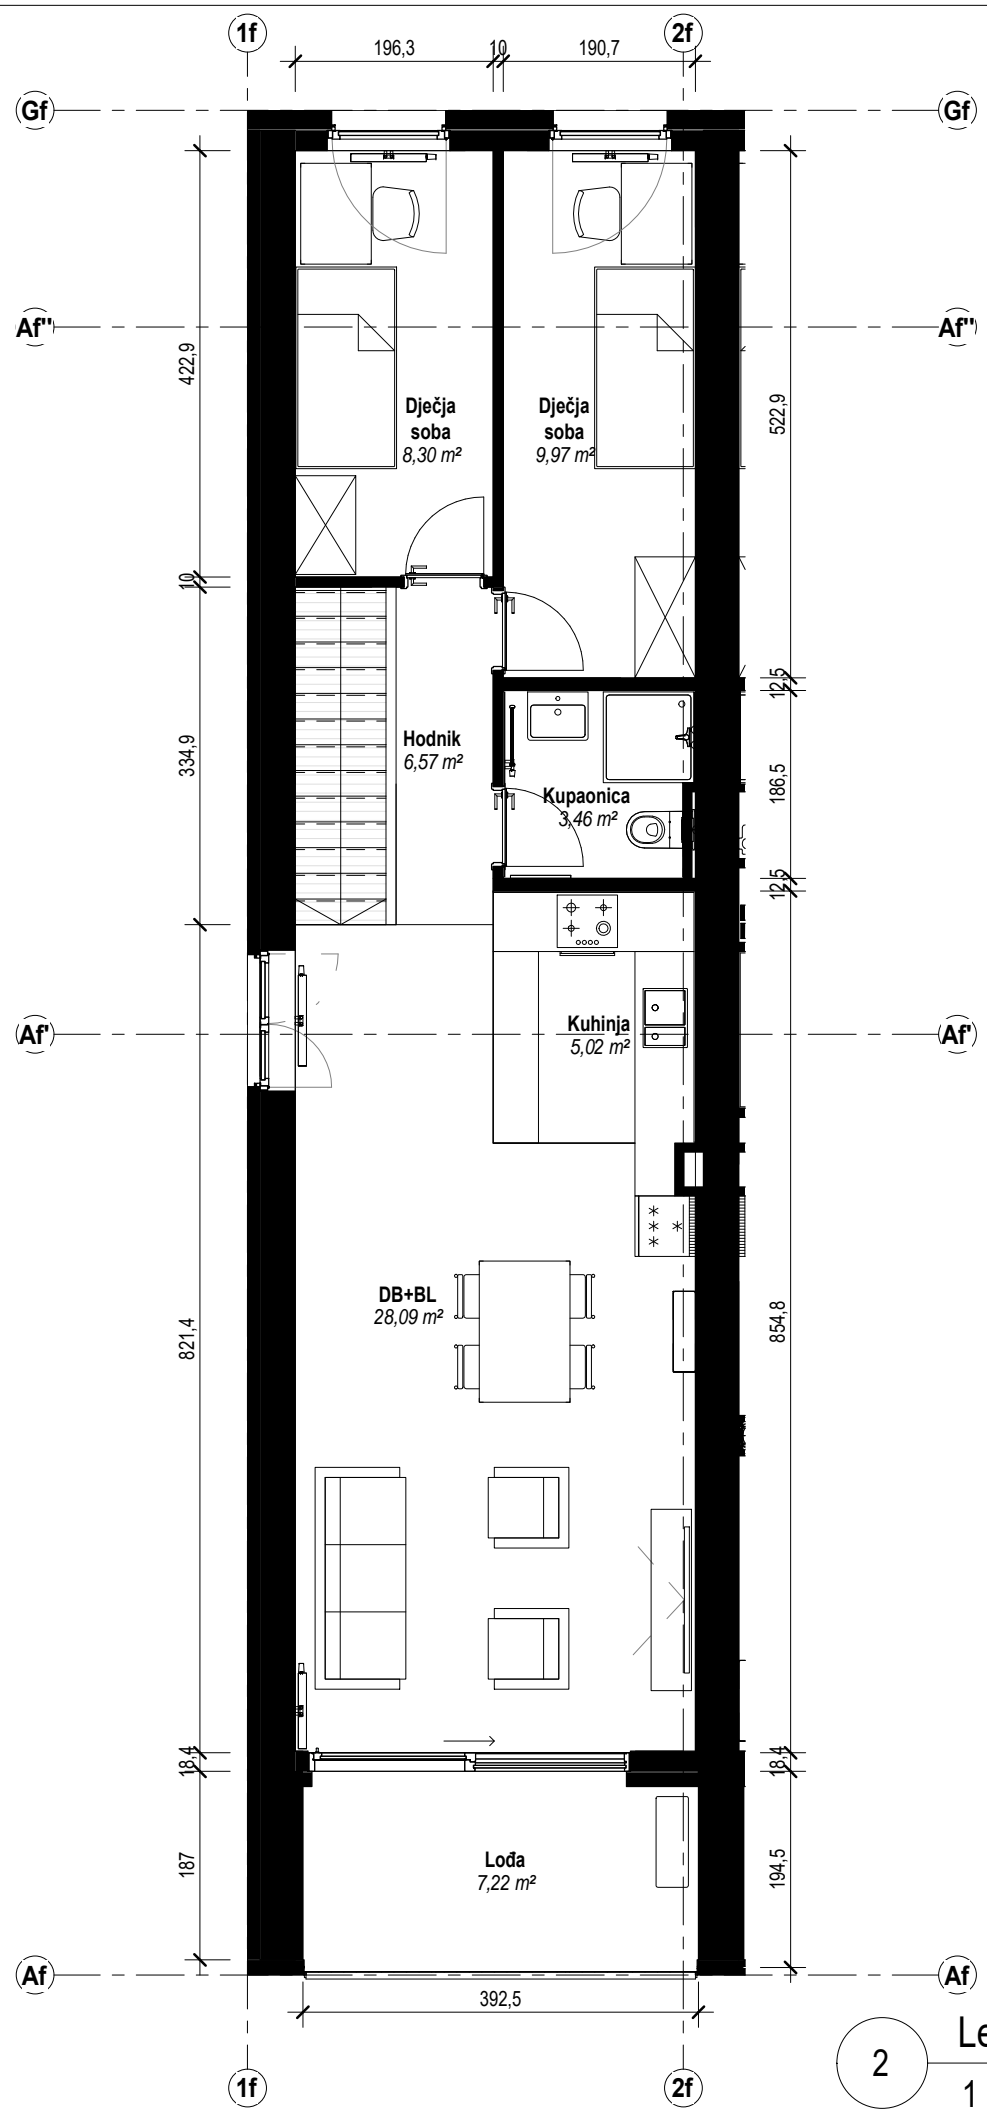 1f
2f
196,3
10
190,7
Gf
Gf
Af''
Af''
422,9
522,9
Dječja
soba
8,30 m²
Dječja
soba
9,97 m²
10
12,5
Hodnik
6,57 m²
334,9
186,5
Kupaonica
3,46 m²
12,5
Kuhinja
5,02 m²
Af'
Af'
DB+BL
28,09 m²
821,4
854,8
18,4
18,4
Lođa
7,22 m²
187
194,5
Af
Af
392,5
1f
2f
2
Le
1